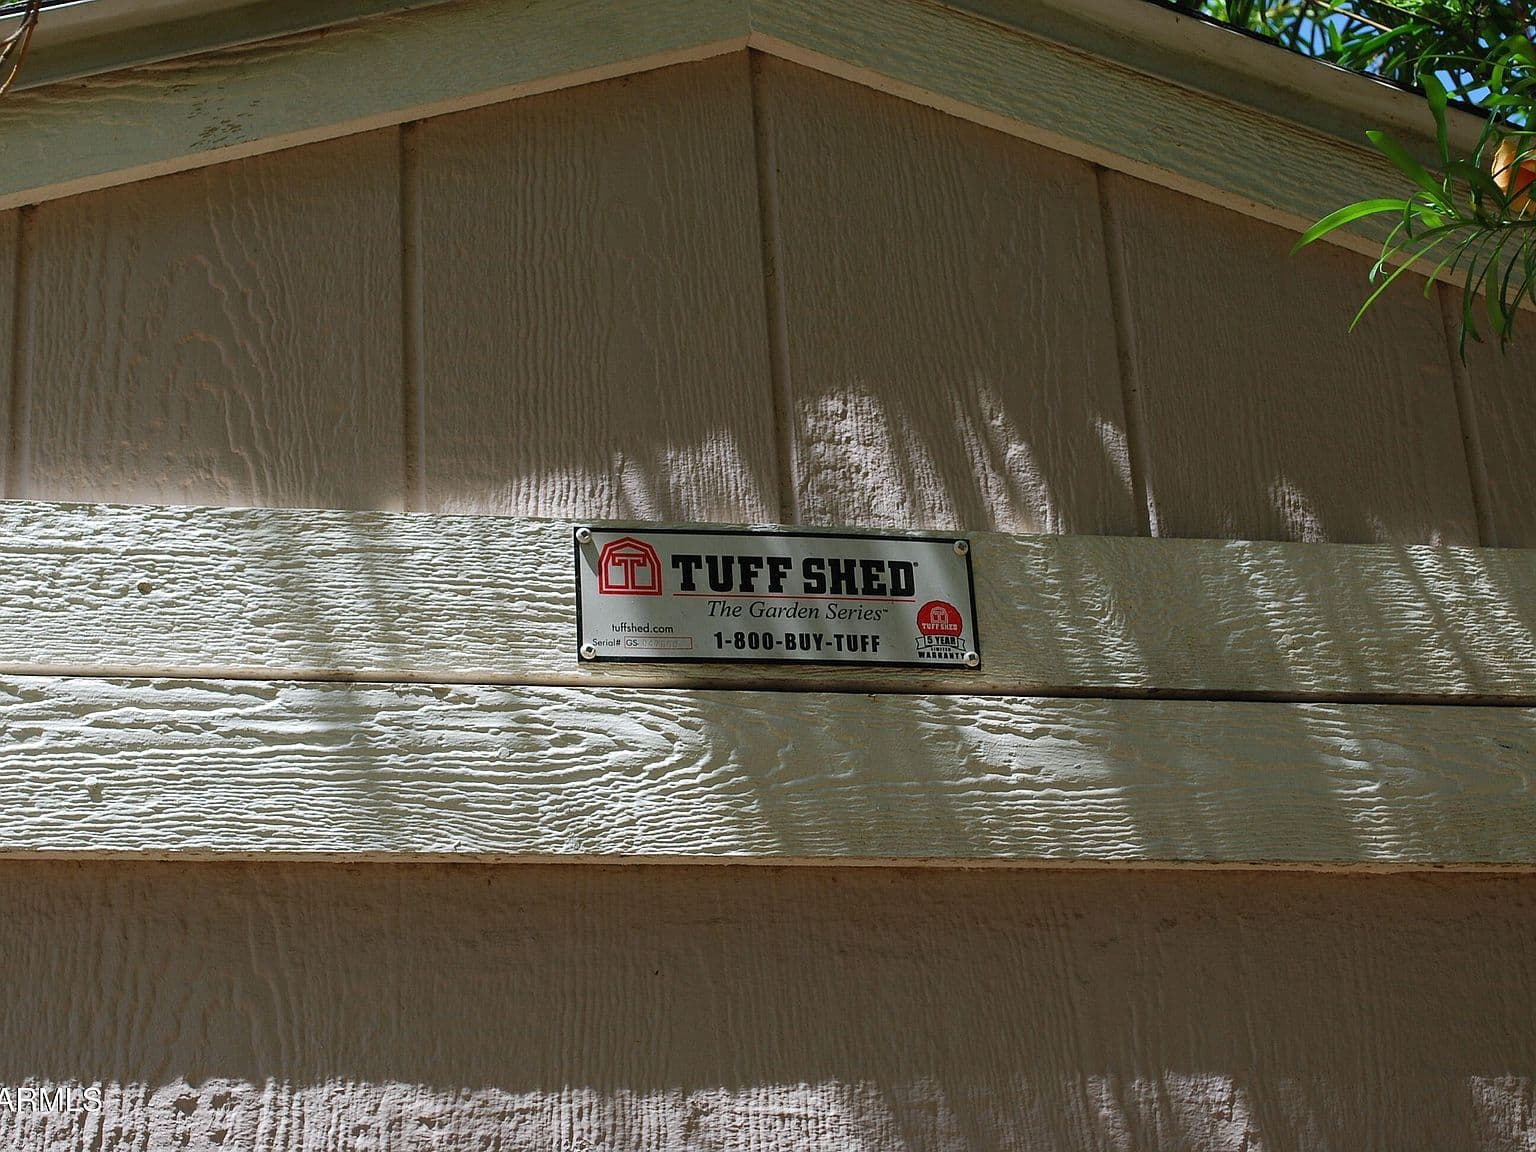 TUFF SHED®
The Garden Series™
tuffshed.com
Serial# GS
1-800-BUY-TUFF
TUFF SHED
5 YEAR
LIMITED
WARRANTY
ARMLS